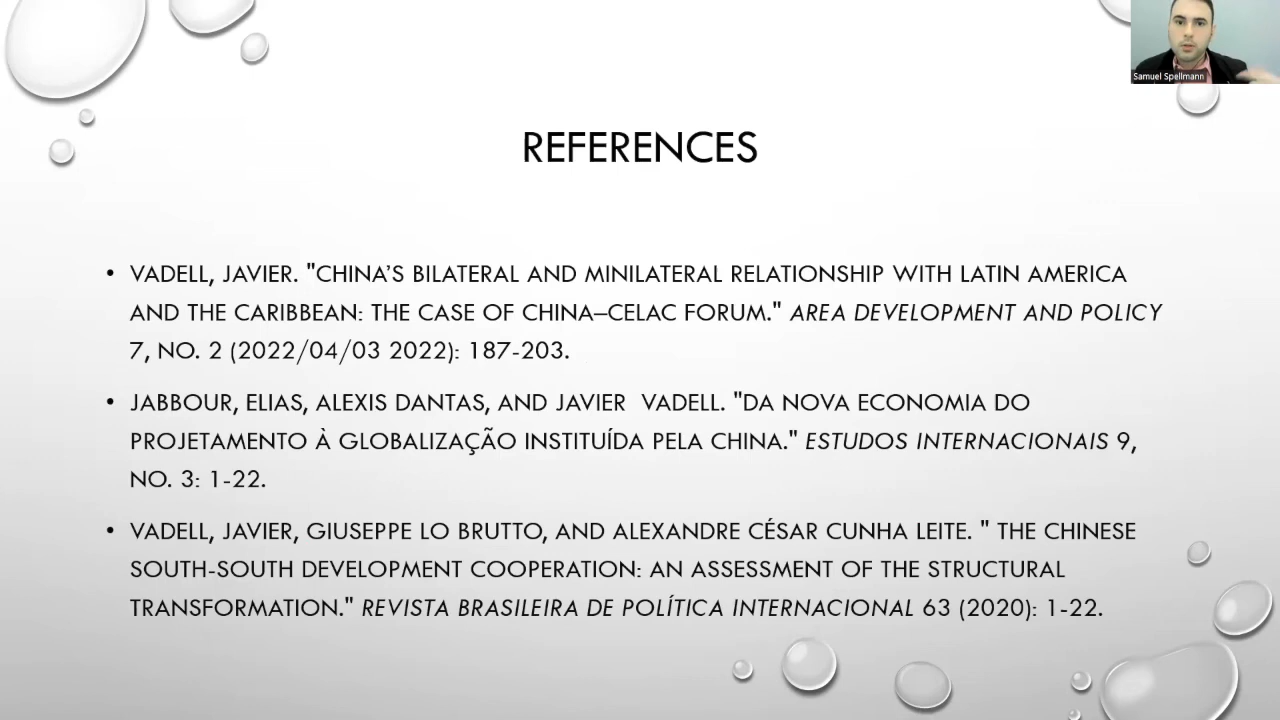 Samuel Spellmann
REFERENCES
• VADELL, JAVIER. "CHINA’S BILATERAL AND MINILATERAL RELATIONSHIP WITH LATIN AMERICA
AND THE CARIBBEAN: THE CASE OF CHINA–CELAC FORUM." AREA DEVELOPMENT AND POLICY
7, NO. 2 (2022/04/03 2022): 187-203.
• JABBOUR, ELIAS, ALEXIS DANTAS, AND JAVIER  VADELL. "DA NOVA ECONOMIA DO
PROJETAMENTO À GLOBALIZAÇÃO INSTITUÍDA PELA CHINA." ESTUDOS INTERNACIONAIS 9,
NO. 3: 1-22.
• VADELL, JAVIER, GIUSEPPE LO BRUTTO, AND ALEXANDRE CÉSAR CUNHA LEITE. " THE CHINESE
SOUTH-SOUTH DEVELOPMENT COOPERATION: AN ASSESSMENT OF THE STRUCTURAL
TRANSFORMATION." REVISTA BRASILEIRA DE POLÍTICA INTERNACIONAL 63 (2020): 1-22.